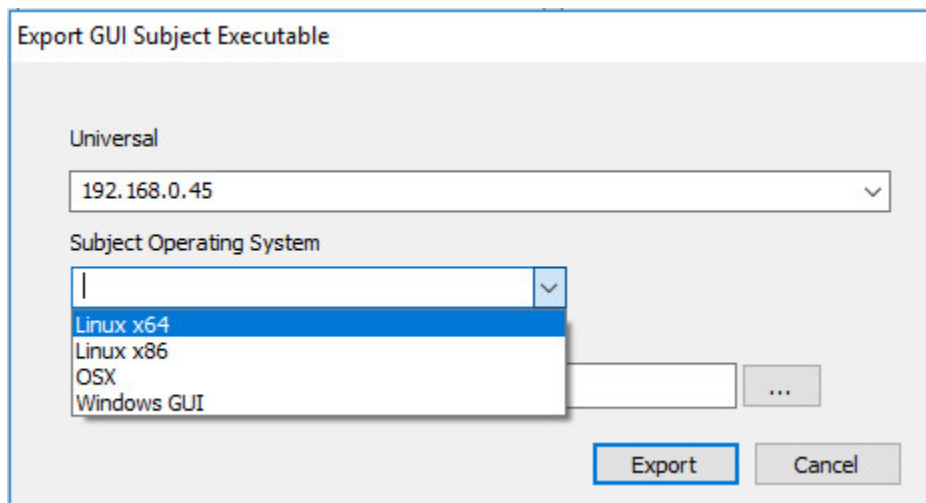 Export GUI Subject Executable
Universal
192.168.0.45
Subject Operating System
Linux x64
Linux x86
OSX
Windows GUI
...
Export
Cancel